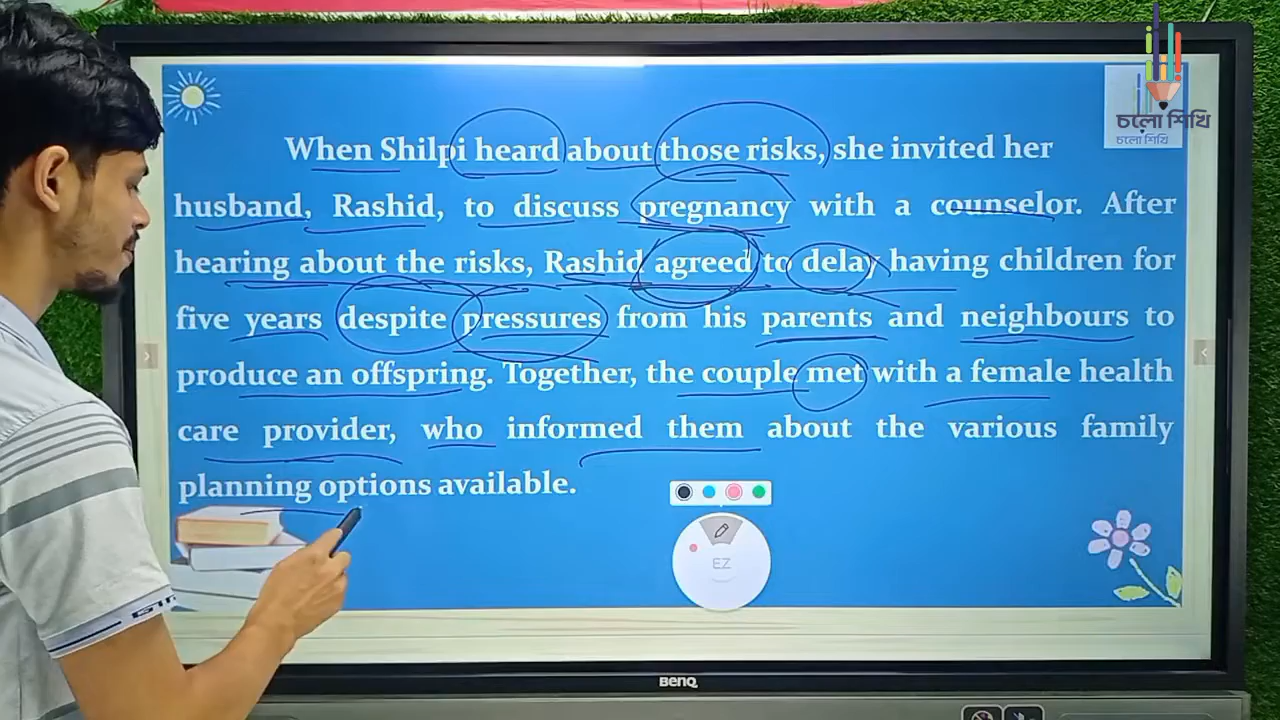 চলো শিখি
চলো শিখি
When Shilpi heard about those risks, she invited her
husband, Rashid, to discuss pregnancy with a counselor. After
hearing about the risks, Rashid agreed to delay having children for
five years despite pressures from his parents and neighbours to
produce an offspring. Together, the couple met with a female health
care provider, who informed them about the various family
planning options available.
EZ
BenQ